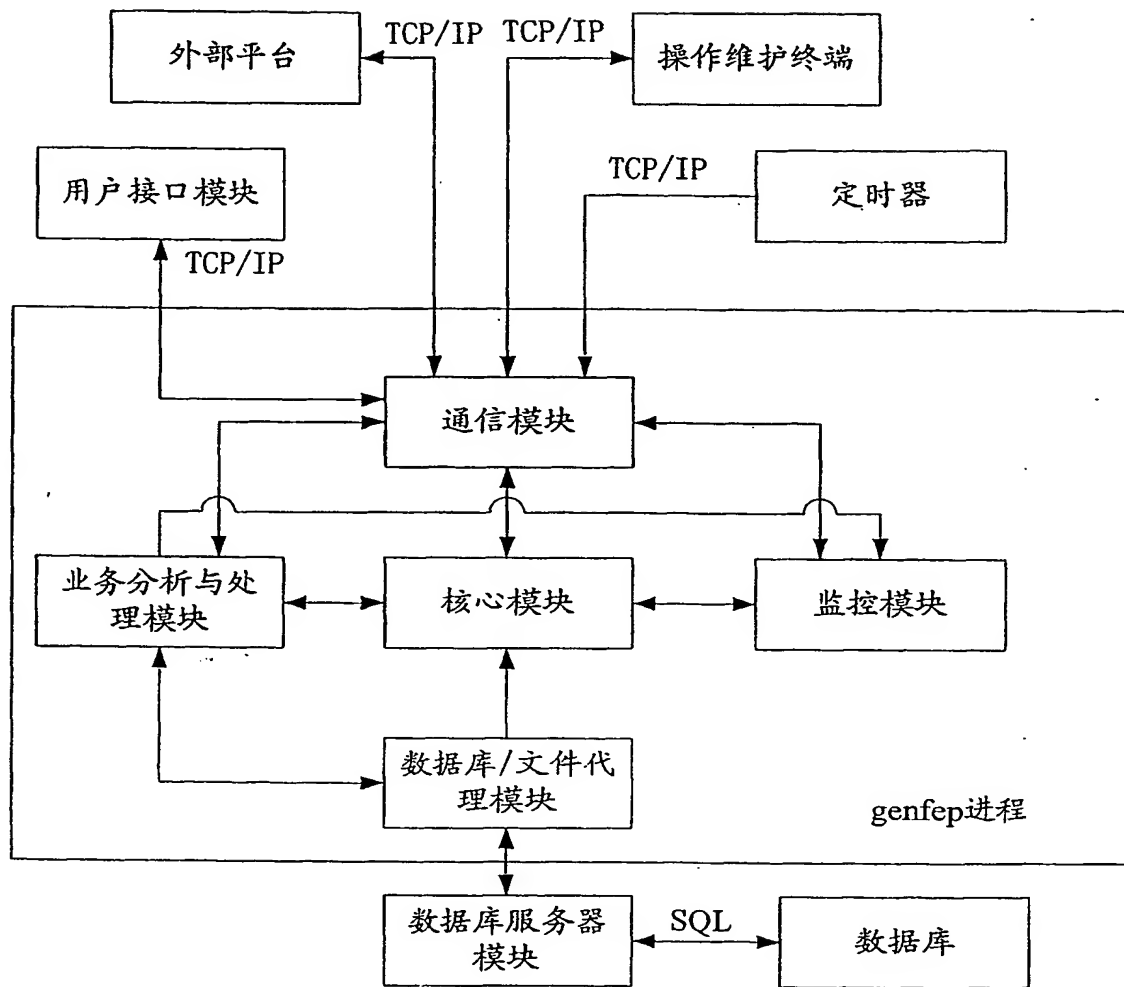 TCP/IP
TCP/IP
外部平台
操作维护终端
用户接口模块
TCP/IP
定时器
TCP/IP
通信模块
业务分析与处
理模块
核心模块
监控模块
数据库/文件代
理模块
genfep进程
数据库服务器
模块
SQL
数据库